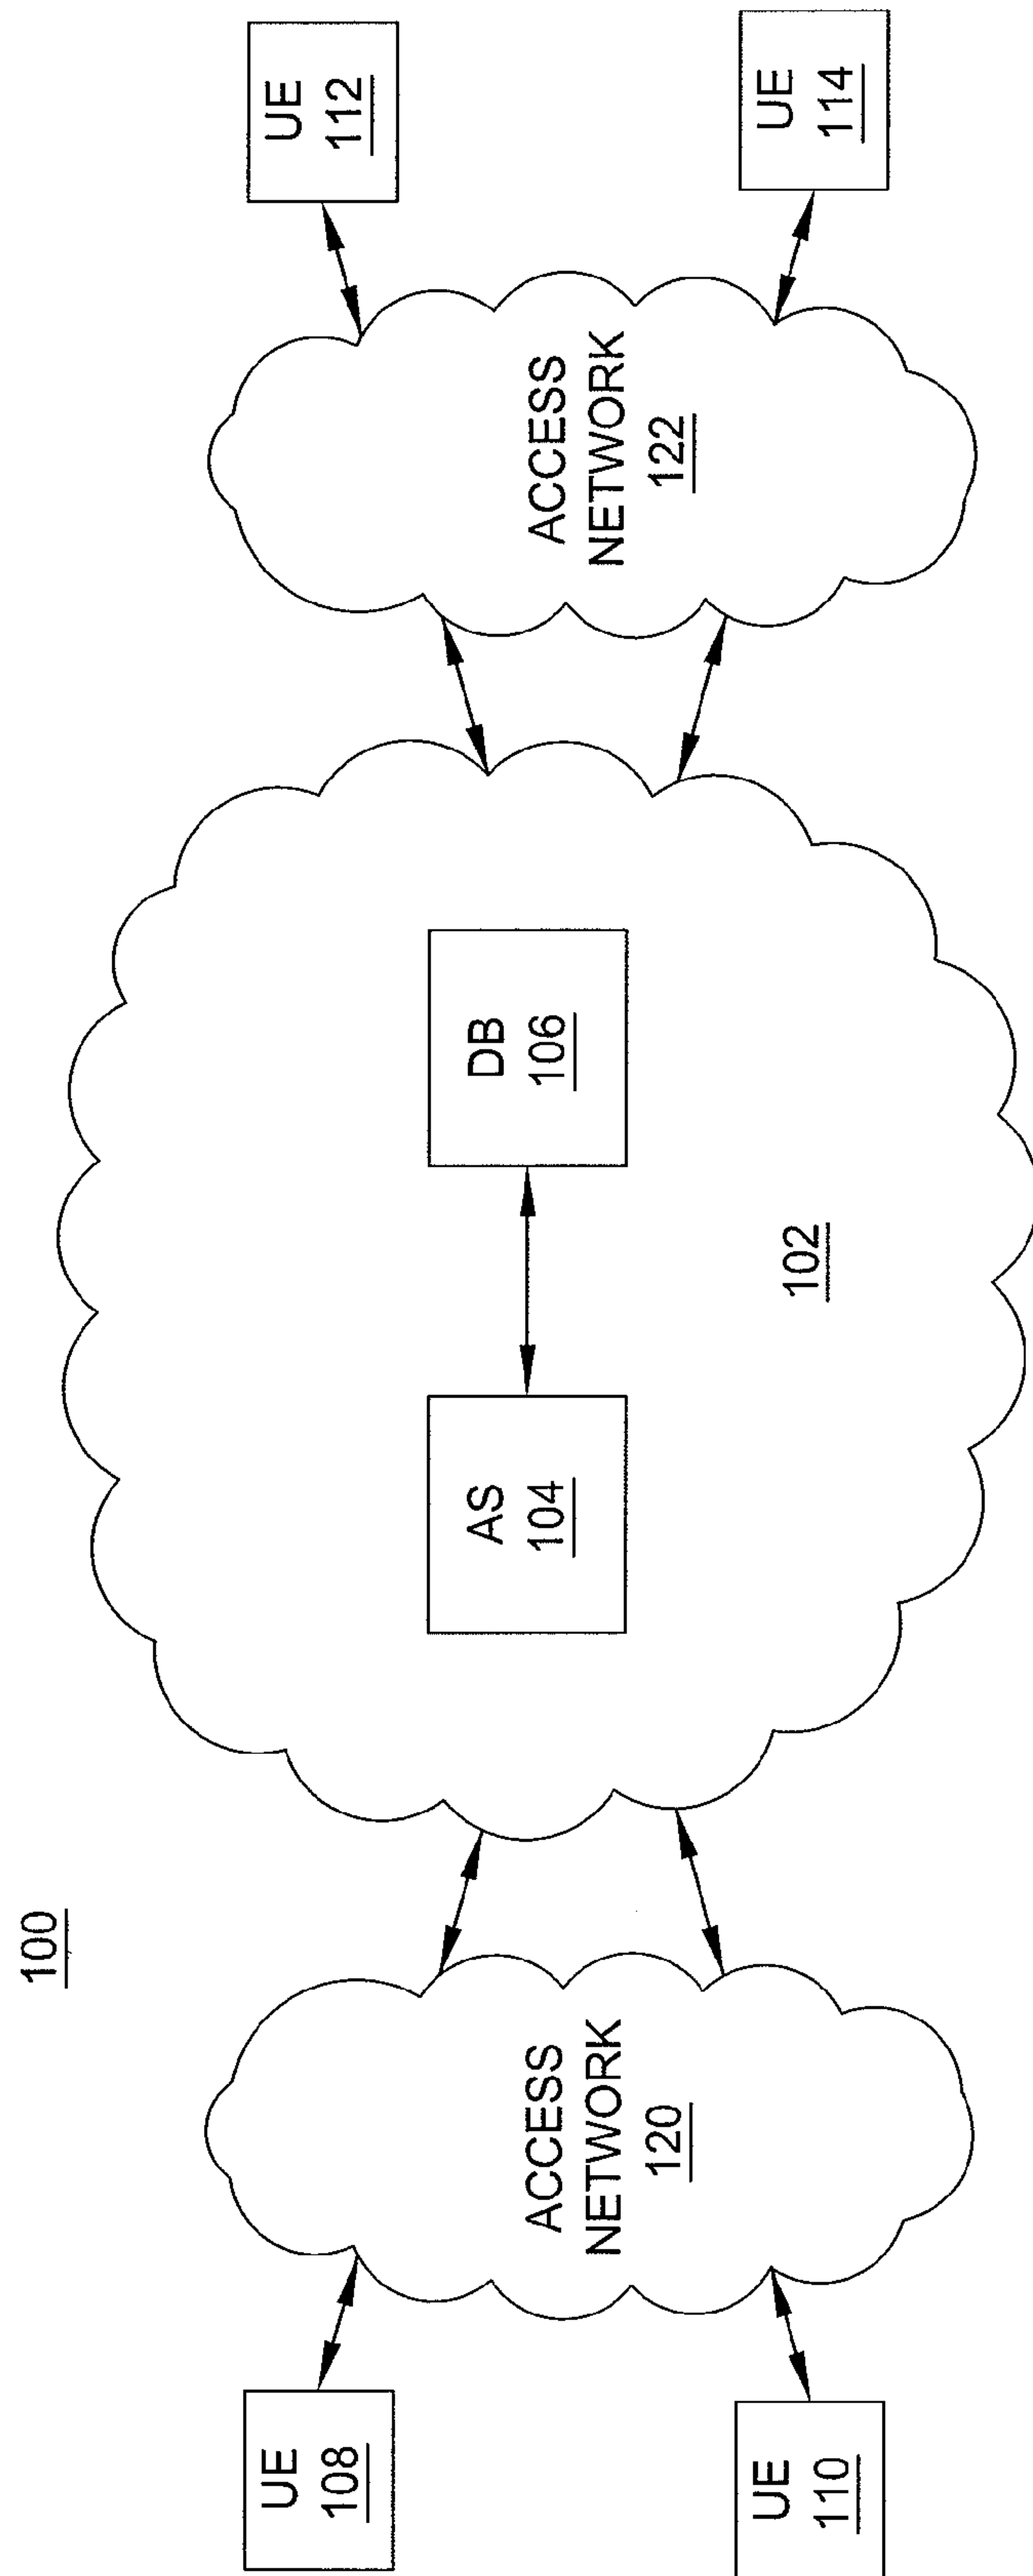 100
UE
108
UE
110
ACCESS
NETWORK
120
AS
104
DB
106
102
ACCESS
NETWORK
122
UE
112
UE
114